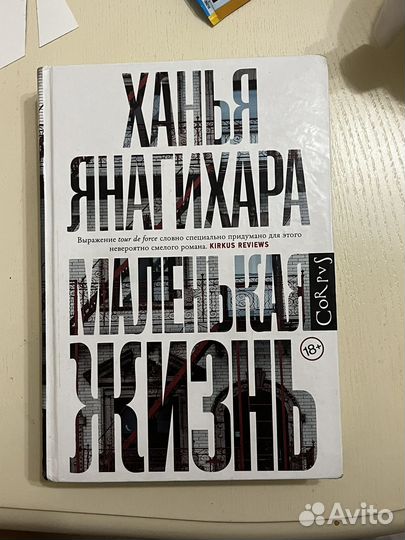 ХАНЬЯ
ЯНАГИХАРА
Выражение tour de force словно специально придумано для этого
невероятно смелого романа. KIRKUS REVIEWS
МАЛЕНЬКАЯ
ЖИЗНЬ
CORPUS
18+
Avito